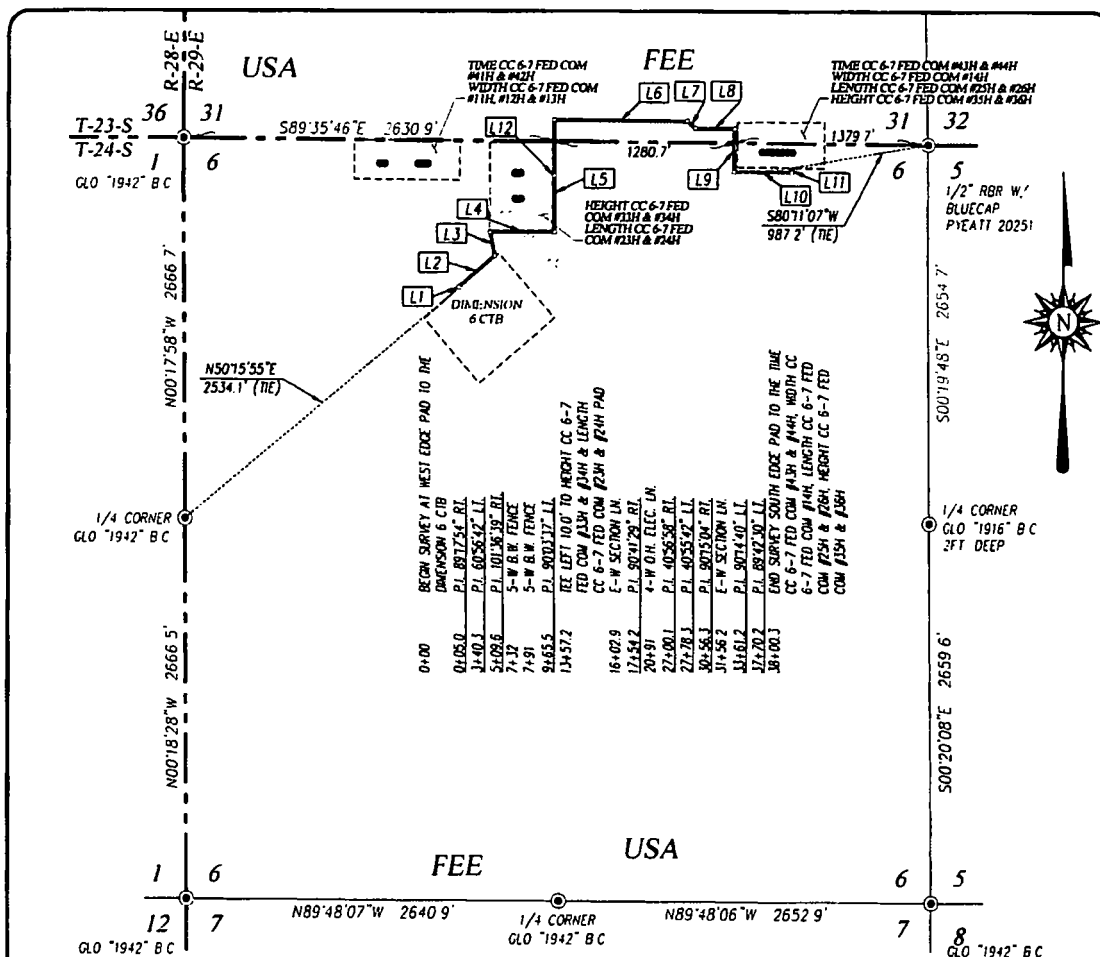 R-28-E
R-29-E
USA
FEE
TIME CC 6-7 FED COM
#41H & #42H
WIDTH CC 6-7 FED COM
#11H, #12H & #13H
TIME CC 6-7 FED COM #43H & #44H
WIDTH CC 6-7 FED COM #14H
LENGTH CC 6-7 FED COM #25H & #26H
HEIGHT CC 6-7 FED COM #35H & #36H
L6
L7
L8
36
31
T-23-S
T-24-S
S89°35'46"E 2630 9'
L12
1280.7'
1379 7'
31
32
1
6
GLO "1942" B C
L5
L9
L10
L11
6
5
1/2" RBR W/
BLUECAP
PYEATT 20251
L4
L3
L2
L1
HEIGHT CC 6-7 FED
COM #33H & #34H
LENGTH CC 6-7 FED
COM #23H & #24H
S80°11'07"W
987 2' (TIE)
DIMENSION
6 CTB
N
N00°17'58"W 2666 7'
S00°19'48"E 2654 7'
N50°15'55"E
2534.1' (TIE)
0+00 BEGIN SURVEY AT WEST EDGE PAD TO THE
DIMENSION 6 CTB
0+05.0 P.I. 89°17'54" RT.
3+40.3 P.I. 60°56'42" LT.
5+09.6 P.I. 101°36'39" RT.
7+32 5-W B.W. FENCE
7+91 5-W B.W. FENCE
9+65.5 P.I. 90°03'37" LT.
13+57.2 TEE LEFT 10.0' TO HEIGHT CC 6-7
FED COM #33H & #34H & LENGTH
CC 6-7 FED COM #23H & #24H PAD
16+02.9 E-W SECTION LN.
17+54.2 P.I. 90°41'29" RT.
20+91 4-W O.H. ELEC. LN.
27+00.1 P.I. 40°56'58" RT.
27+78.3 P.I. 40°55'42" LT.
30+56.3 P.I. 90°15'04" RT.
31+56.2 E-W SECTION LN.
33+61.2 P.I. 90°14'40" LT.
37+70.2 P.I. 89°42'30" LT.
38+00.3 END SURVEY SOUTH EDGE PAD TO THE TIME
CC 6-7 FED COM #43H & #44H, WIDTH CC
6-7 FED COM #14H, LENGTH CC 6-7 FED
COM #25H & #26H, HEIGHT CC 6-7 FED
COM #35H & #36H
1/4 CORNER
GLO "1942" B C
1/4 CORNER
GLO "1916" B C
2FT DEEP
N00°18'28"W 2666 5'
S00°20'08"E 2659 6'
FEE
USA
1
6
6
5
12
7
7
8
N89°48'07"W 2640 9'
N89°48'06"W 2652 9'
1/4 CORNER
GLO "1942" B C
GLO "1942" B C
GLO "1942" B C